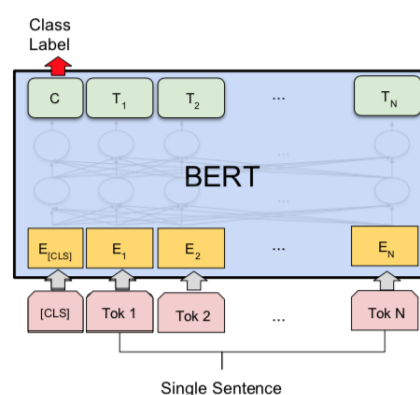 Class
Label
C T1 T2 ... TN
...
BERT
...
E[CLS] E1 E2 ... EN
[CLS] Tok 1 Tok 2 ... Tok N
Single Sentence